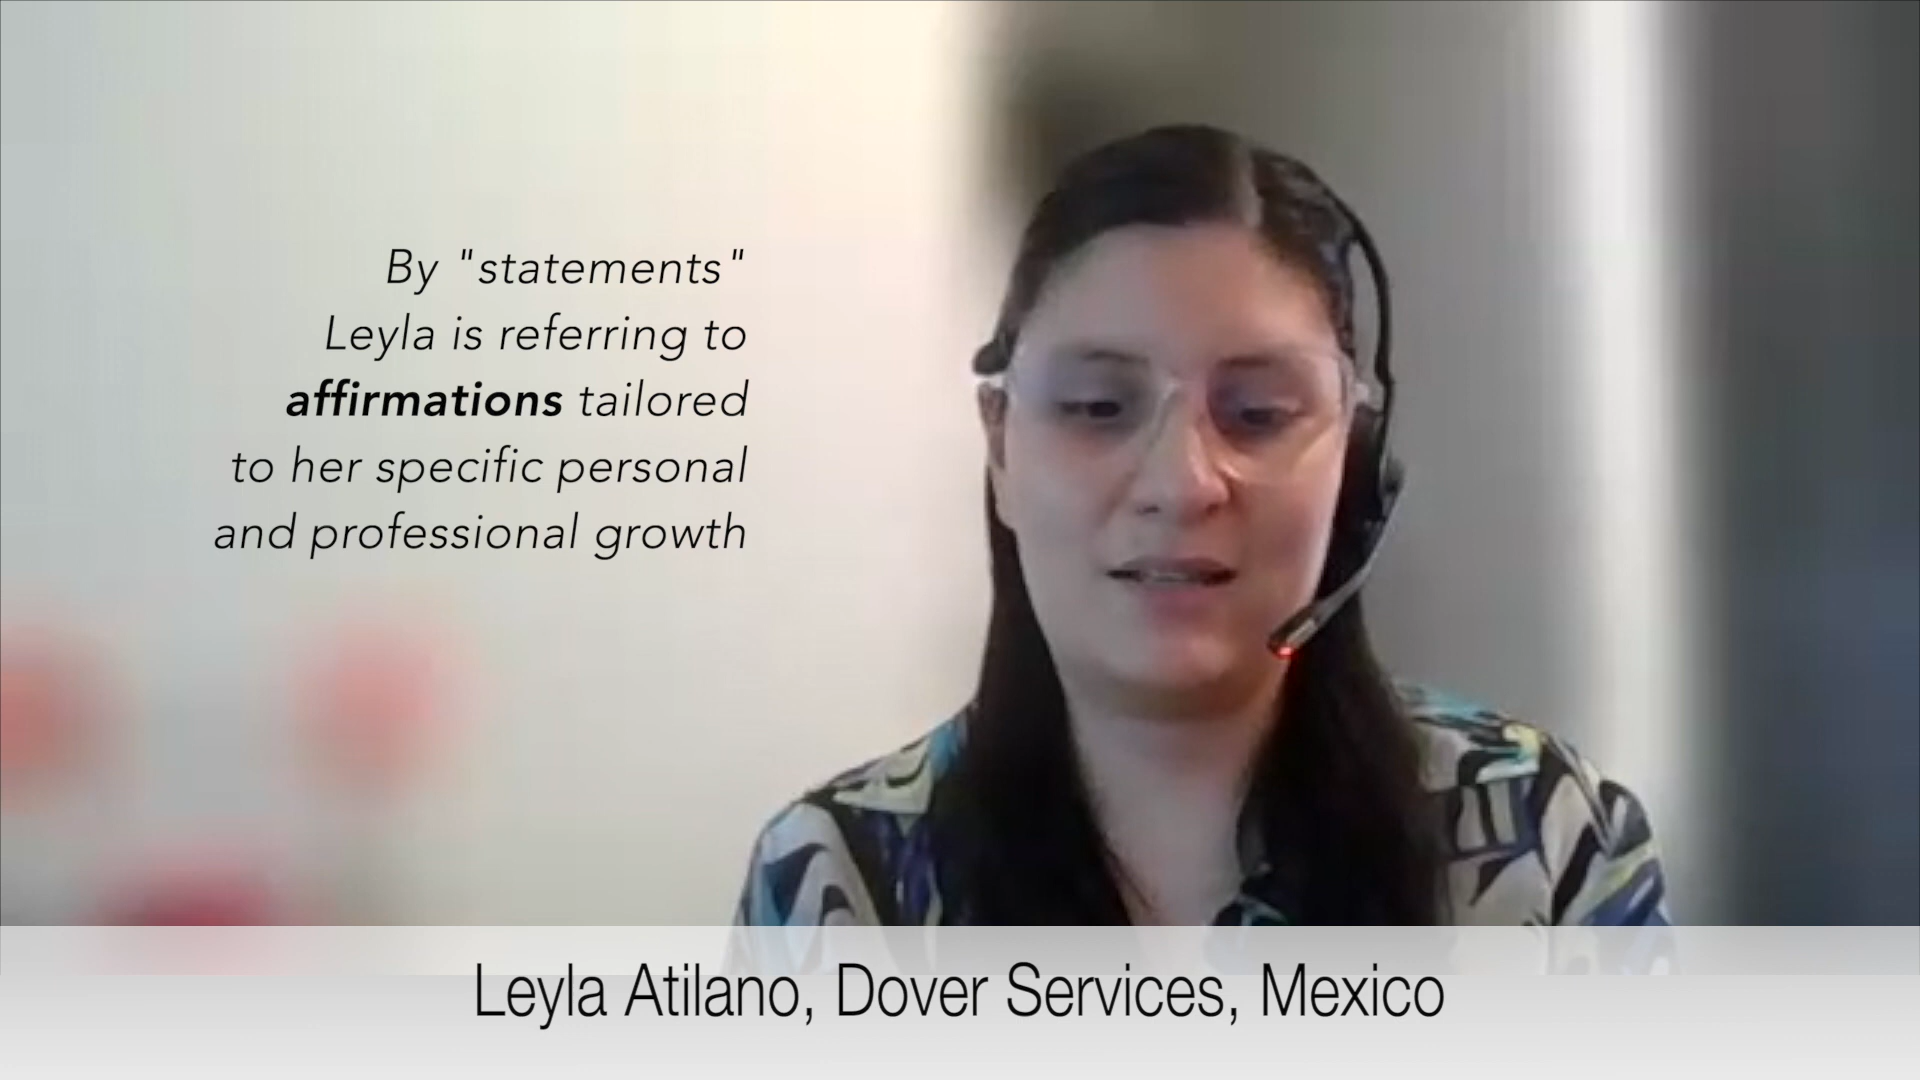 By "statements"
Leyla is referring to
affirmations tailored
to her specific personal
and professional growth
Leyla Atilano, Dover Services, Mexico